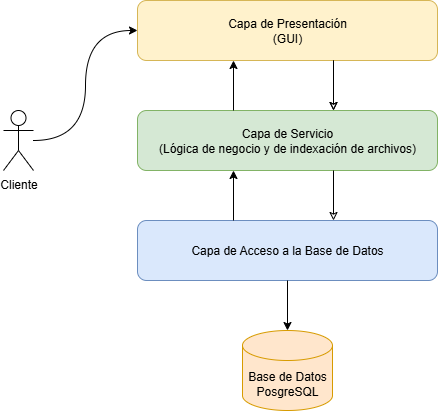 Capa de Presentación
(GUI)
Capa de Servicio
(Lógica de negocio y de indexación de archivos)
Cliente
Capa de Acceso a la Base de Datos
Base de Datos
PosgreSQL